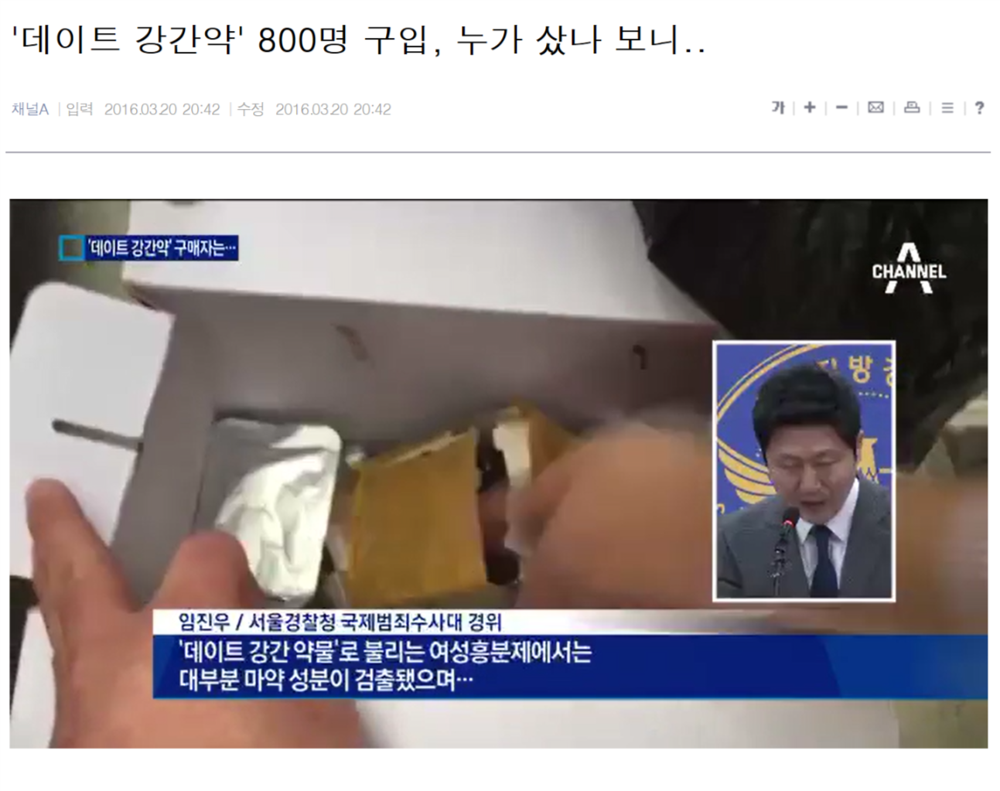 '데이트 강간약' 800명 구입, 누가 샀나 보니..
채널A | 입력 2016.03.20 20:42 | 수정 2016.03.20 20:42
가 | + | - | | | | ?
'데이트 강간약' 구매자는…
CHANNEL A
지방
임진우 / 서울경찰청 국제범죄수사대 경위
'데이트 강간 약물'로 불리는 여성흥분제에서는
대부분 마약 성분이 검출됐으며…